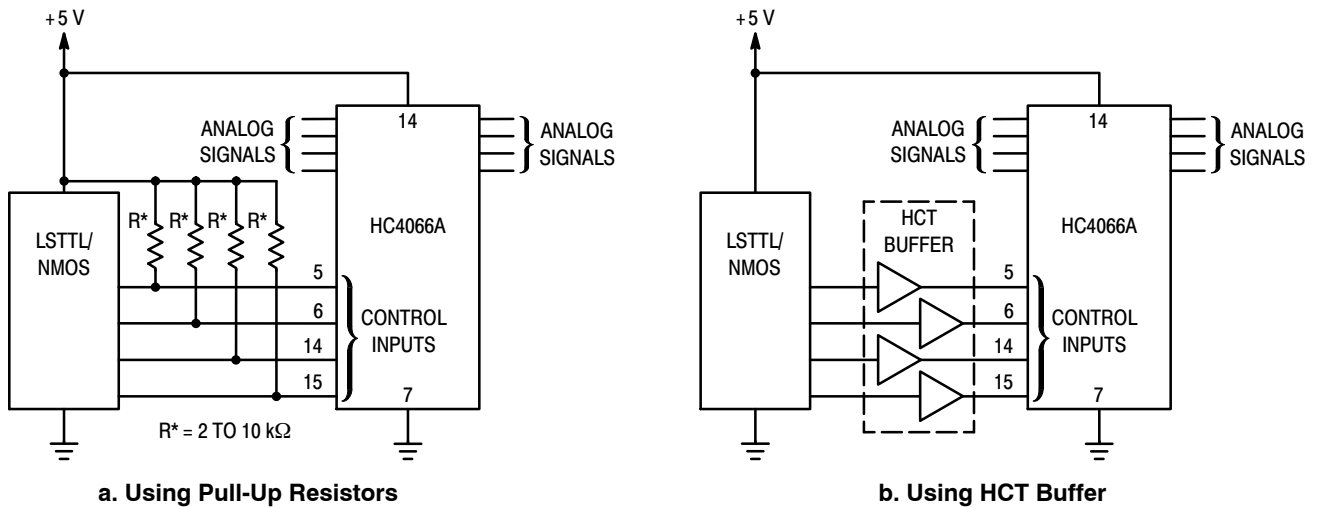 +5 V
14
ANALOG
SIGNALS
ANALOG
SIGNALS
R*
R*
R*
R*
HC4066A
LSTTL/
NMOS
5
6
14
15
CONTROL
INPUTS
7
R* = 2 TO 10 kΩ
a. Using Pull-Up Resistors
+5 V
14
ANALOG
SIGNALS
ANALOG
SIGNALS
HCT
BUFFER
HC4066A
LSTTL/
NMOS
5
6
14
15
CONTROL
INPUTS
7
b. Using HCT Buffer